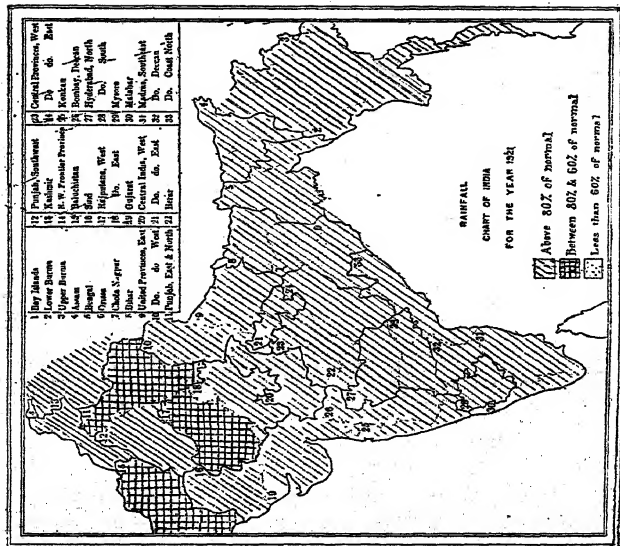 1 Bay Islands
2 Lower Burma
3 Upper Burma
4 Assam
5 Bengal
6 Orissa
7 Chota Nagpur
8 Bihar
9 United Provinces, East
10 Do. do West
11 Punjab, East & North
12 Punjab, Southwest
13 Kashmir
14 N.W. Frontier Province
15 Baluchistan
16 Sind
17 Rajputana, West
18 Do. East
19 Gujarat
20 Central India, West
21 Do. do. East
22 Berar
23 Central Provinces, West
24 Do do. East
25 Konkan
26 Bombay, Deccan
27 Hyderabad, North
28 Do. South
29 Mysore
30 Malabar
31 Madras, Southeast
32 Do. Deccan
33 Do. Coast North
RAINFALL
CHART OF INDIA
FOR THE YEAR 1921
Above 80% of normal
Between 80% & 60% of normal
Less than 60% of normal